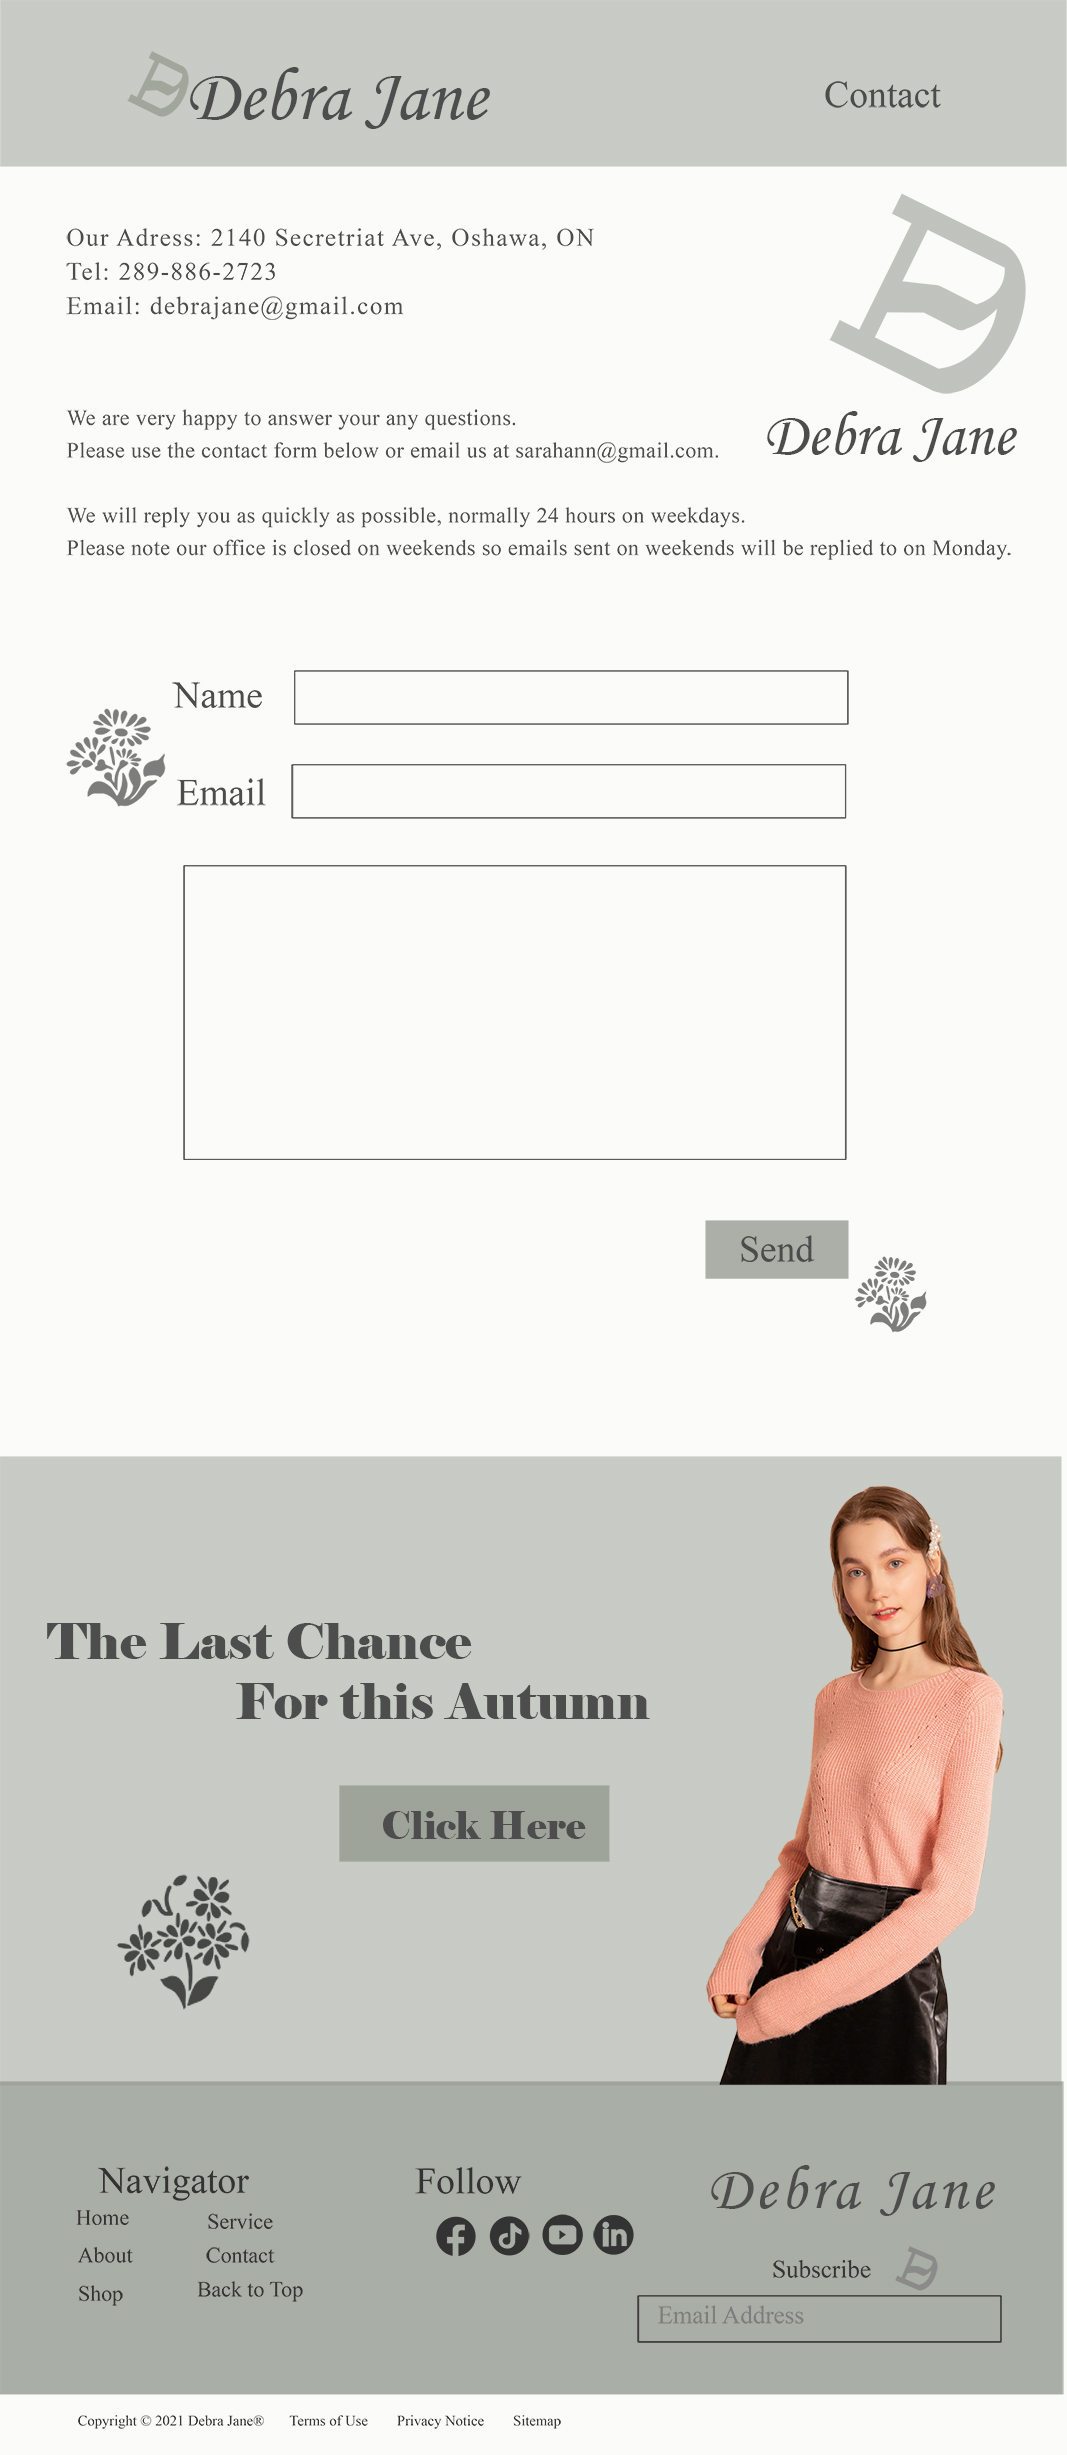 Debra Jane
Contact
Our Adress: 2140 Secretriat Ave, Oshawa, ON
Tel: 289-886-2723
Email: debrajane@gmail.com
We are very happy to answer your any questions.
Please use the contact form below or email us at sarahann@gmail.com.
Debra Jane
We will reply you as quickly as possible, normally 24 hours on weekdays.
Please note our office is closed on weekends so emails sent on weekends will be replied to on Monday.
Name
Email
Send
The Last Chance
For this Autumn
Click Here
Navigator
Home
About
Shop
Service
Contact
Back to Top
Follow
Debra Jane
Subscribe
Email Address
Copyright © 2021 Debra Jane® Terms of Use Privacy Notice Sitemap